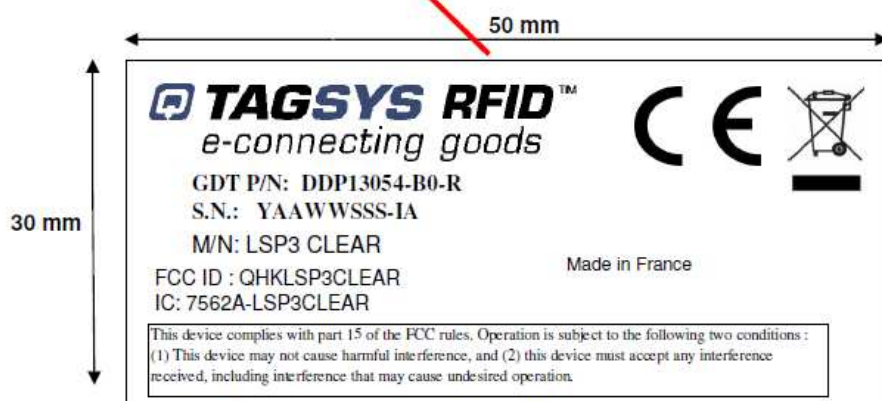 50 mm
TAGSYS RFID™
e-connecting goods
CE
GDT P/N: DDP13054-B0-R
S.N.: YAAWWSSS-IA
30 mm
M/N: LSP3 CLEAR
Made in France
FCC ID : QHKLSP3CLEAR
IC: 7562A-LSP3CLEAR
This device complies with part 15 of the FCC rules. Operation is subject to the following two conditions :
(1) This device may not cause harmful interference, and (2) this device must accept any interference
received, including interference that may cause undesired operation.